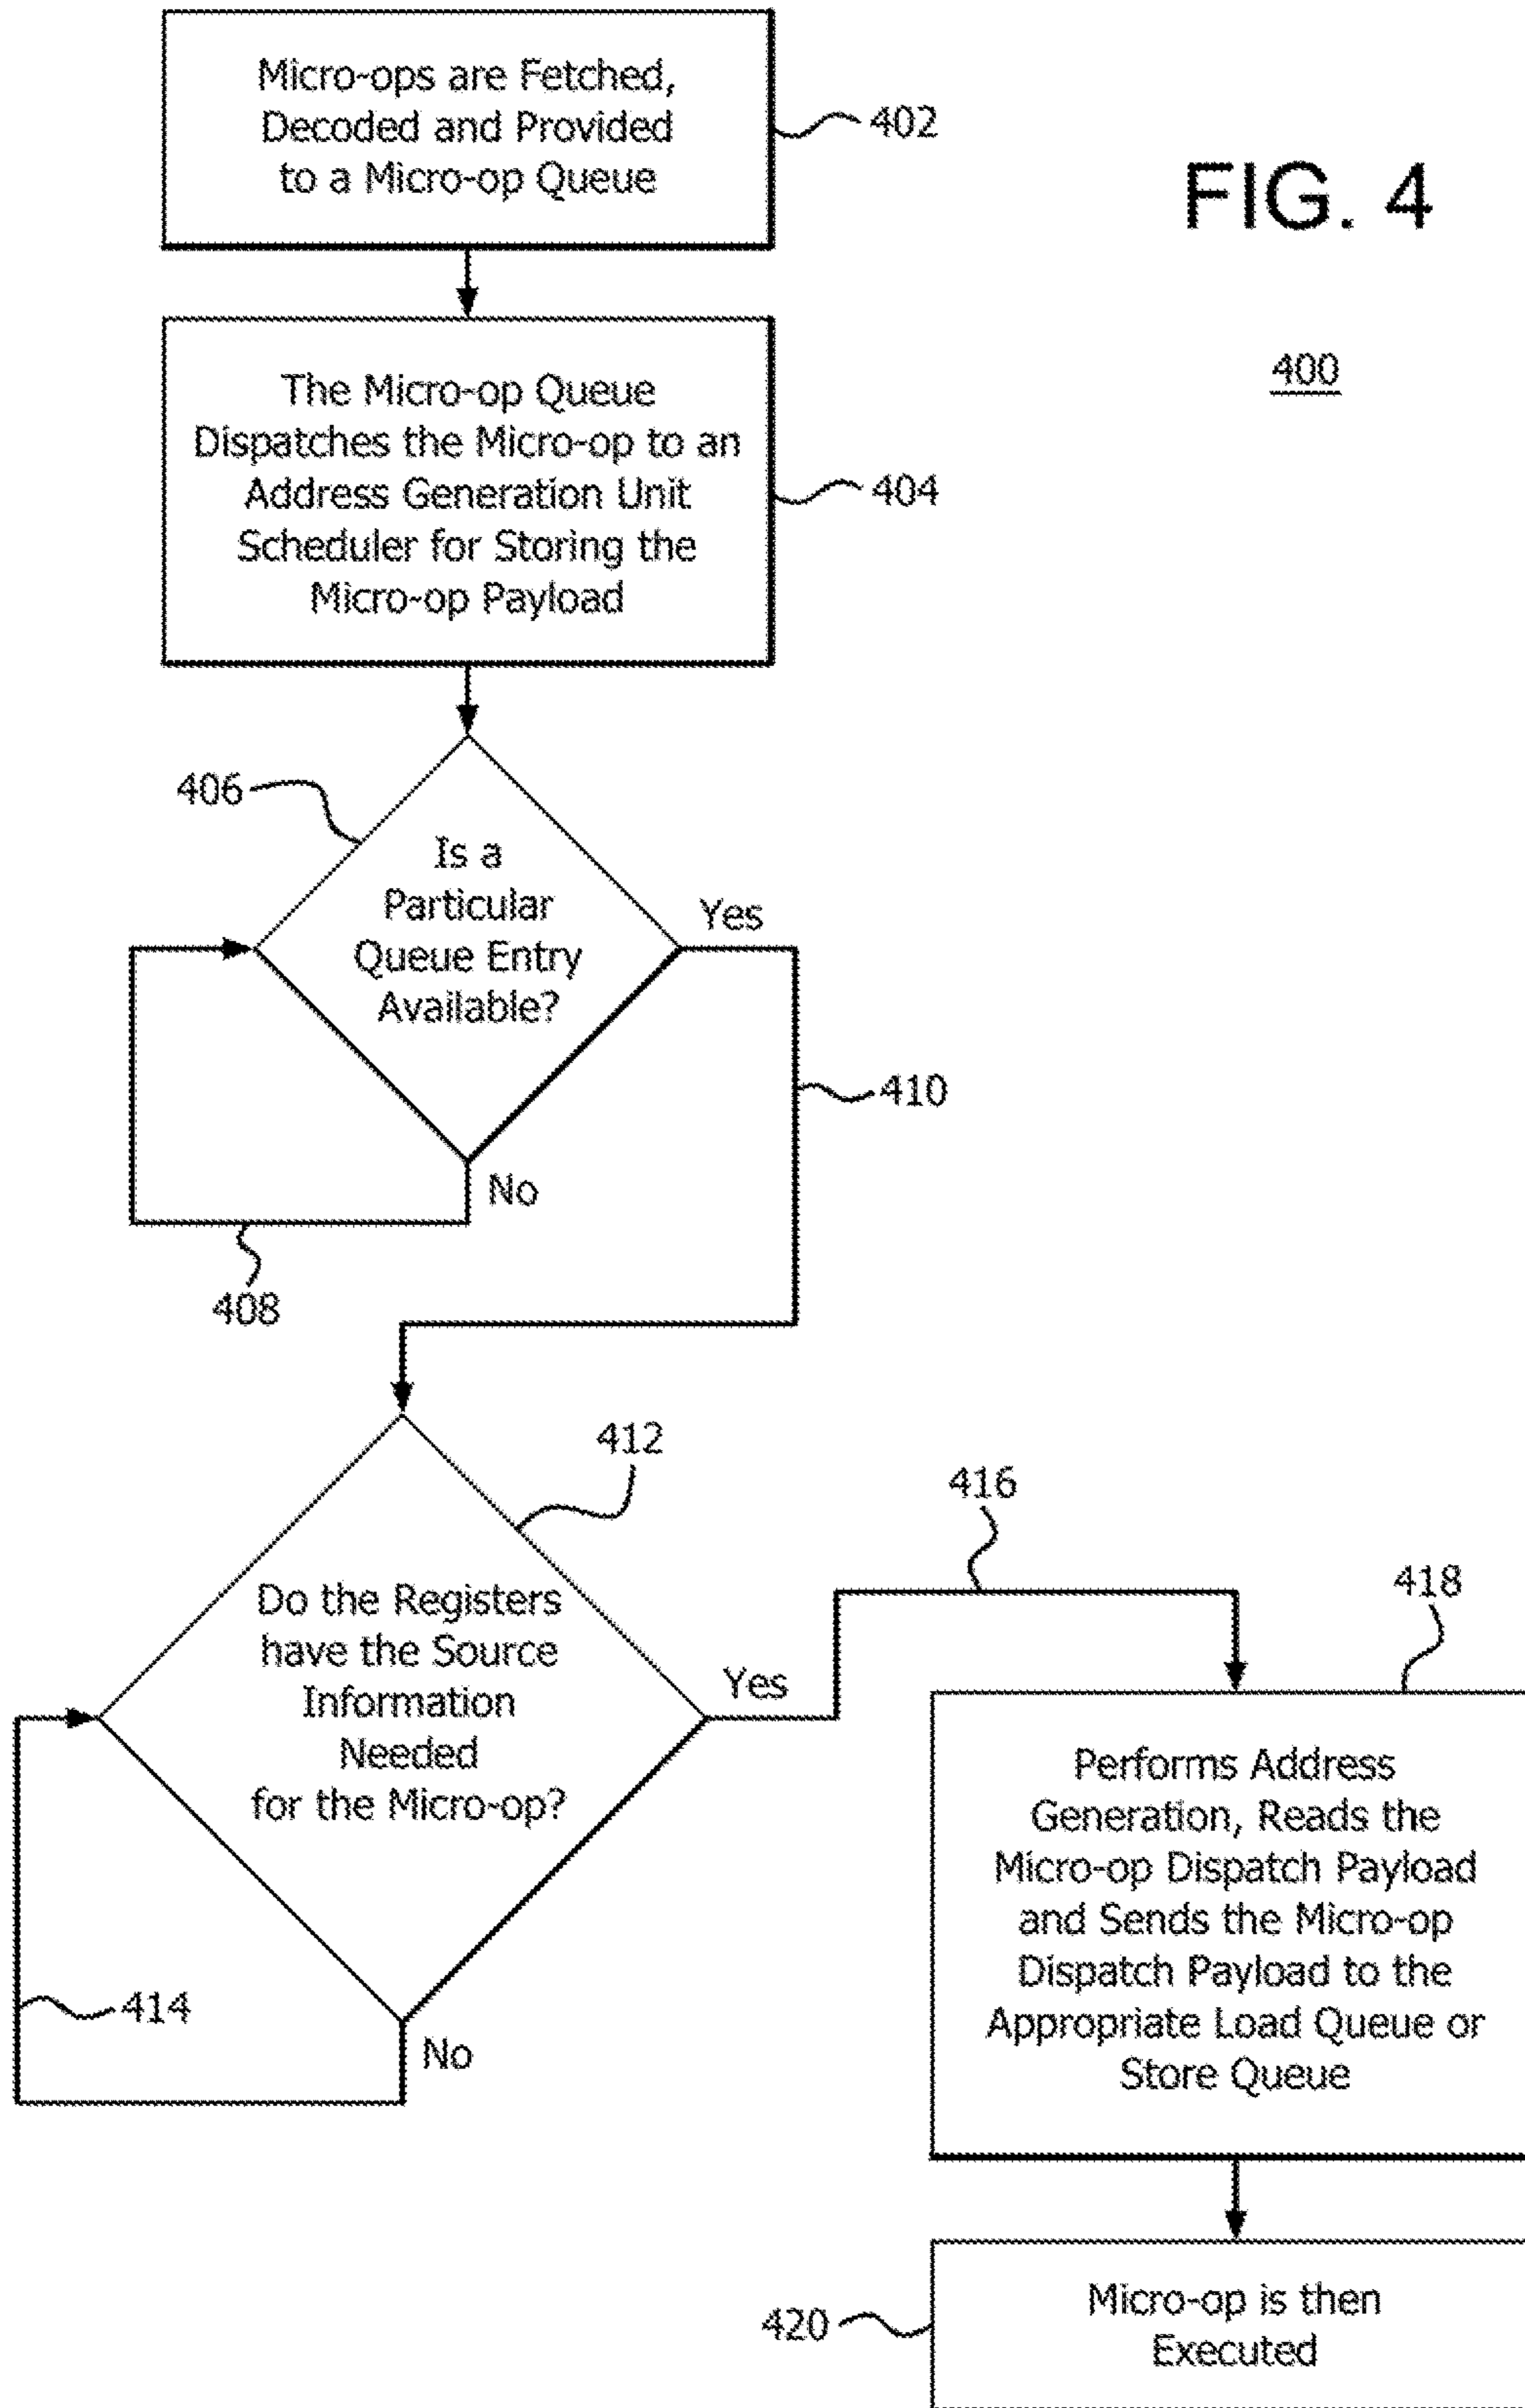 Micro-ops are Fetched,
Decoded and Provided
to a Micro-op Queue
402
FIG. 4
400
The Micro-op Queue
Dispatches the Micro-op to an
Address Generation Unit
Scheduler for Storing the
Micro-op Payload
404
406
Is a
Particular
Queue Entry
Available?
Yes
410
No
408
412
Do the Registers
have the Source
Information
Needed
for the Micro-op?
Yes
416
418
414
No
Performs Address
Generation, Reads the
Micro-op Dispatch Payload
and Sends the Micro-op
Dispatch Payload to the
Appropriate Load Queue or
Store Queue
420
Micro-op is then
Executed